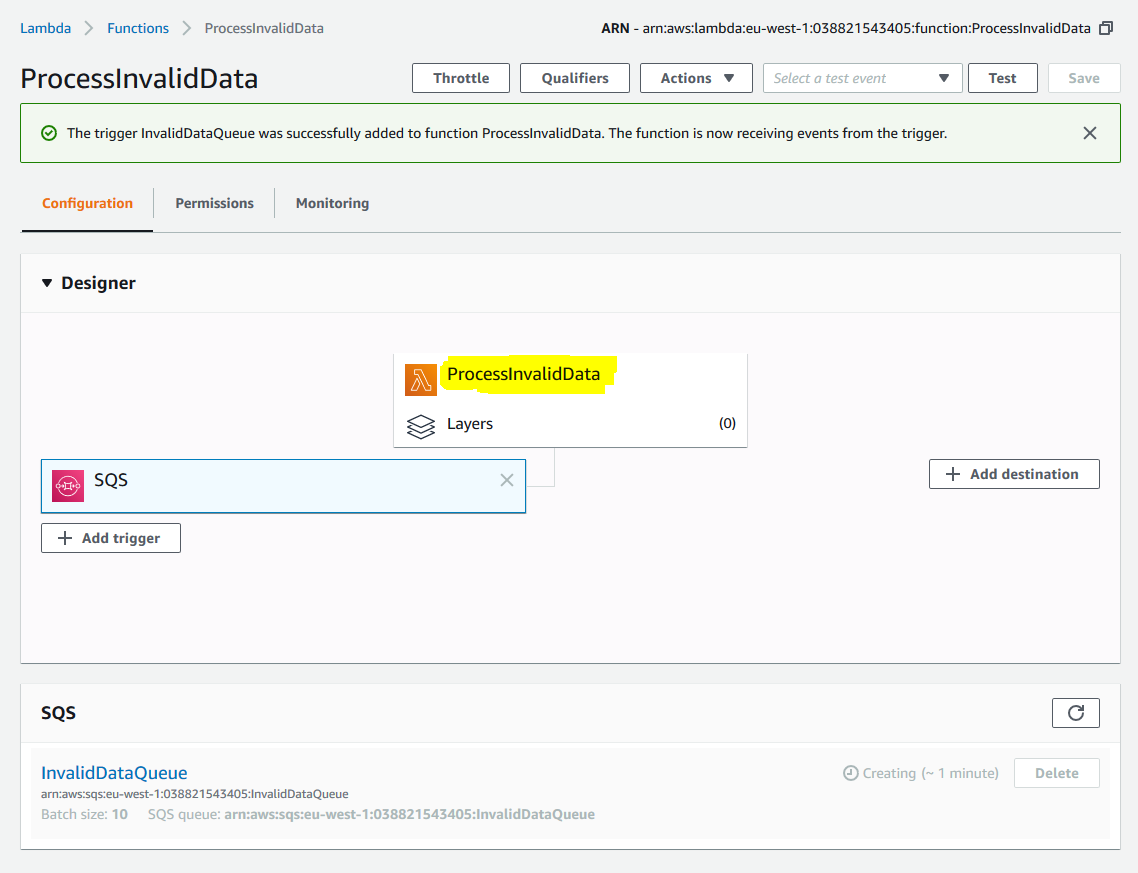 Lambda Functions ProcessInvalidData ARN - arn:aws:lambda:eu-west-1:038821543405:function:ProcessInvalidData
ProcessInvalidData Throttle Qualifiers Actions Select a test event Test Save
The trigger InvalidDataQueue was successfully added to function ProcessInvalidData. The function is now receiving events from the trigger.
Configuration Permissions Monitoring
Designer
ProcessInvalidData
Layers (0)
SQS
Add destination
Add trigger
SQS
InvalidDataQueue Creating (~ 1 minute) Delete
arn:aws:sqs:eu-west-1:038821543405:InvalidDataQueue
Batch size: 10 SQS queue: arn:aws:sqs:eu-west-1:038821543405:InvalidDataQueue